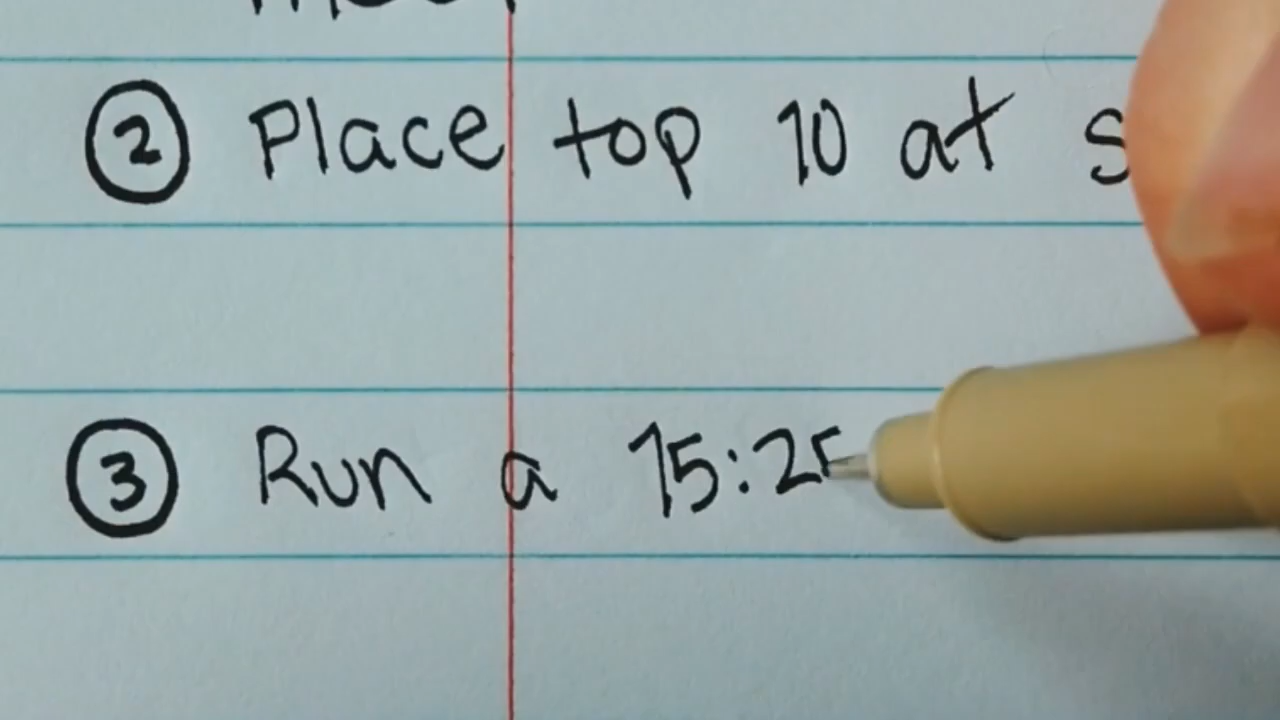 ② Place top 10 at
③ Run a 15:2